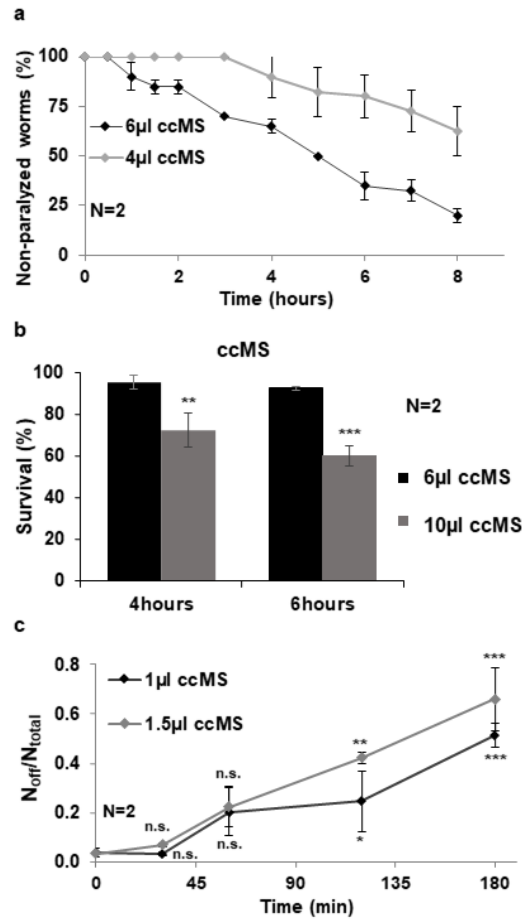 a
Non-paralyzed worms (%)
100
75
50
25
0
6µl ccMS
4µl ccMS
N=2
0 2 4 6 8
Time (hours)
b
ccMS
Survival (%)
100
80
60
40
20
0
**
***
N=2
6µl ccMS
10µl ccMS
4hours 6hours
c
Noff/Ntotal
0.8
0.6
0.4
0.2
0.0
1µl ccMS
1.5µl ccMS
N=2
n.s.
n.s.
n.s.
n.s.
**
*
***
***
0 45 90 135 180
Time (min)